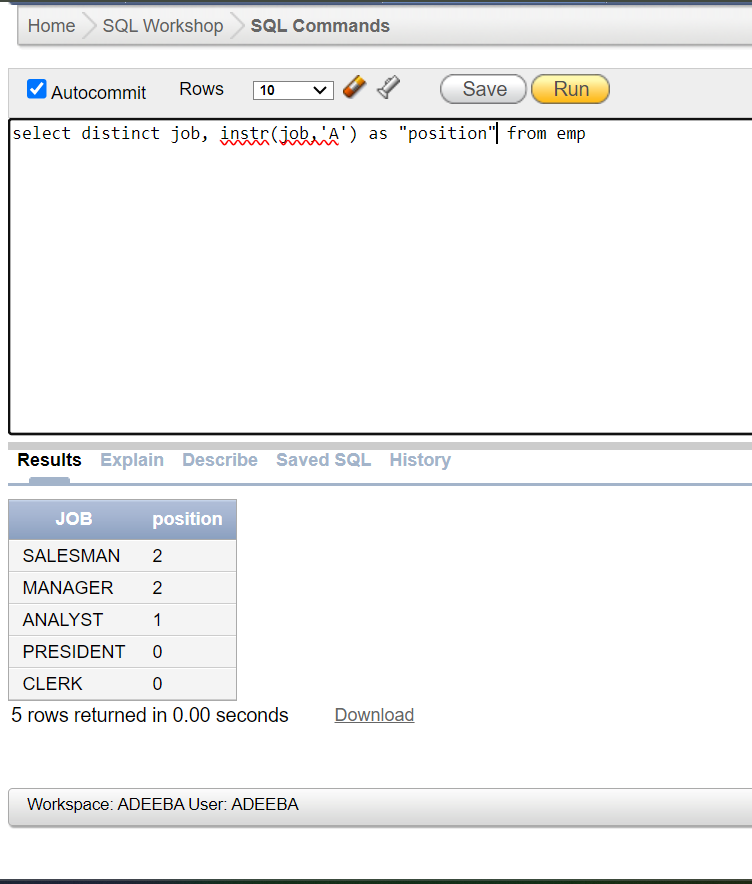 Home SQL Workshop SQL Commands
Autocommit Rows 10 Save Run
select distinct job, instr(job,'A') as "position" from emp
Results Explain Describe Saved SQL History
JOB position
SALESMAN 2
MANAGER 2
ANALYST 1
PRESIDENT 0
CLERK 0
5 rows returned in 0.00 seconds Download
Workspace: ADEEBA User: ADEEBA